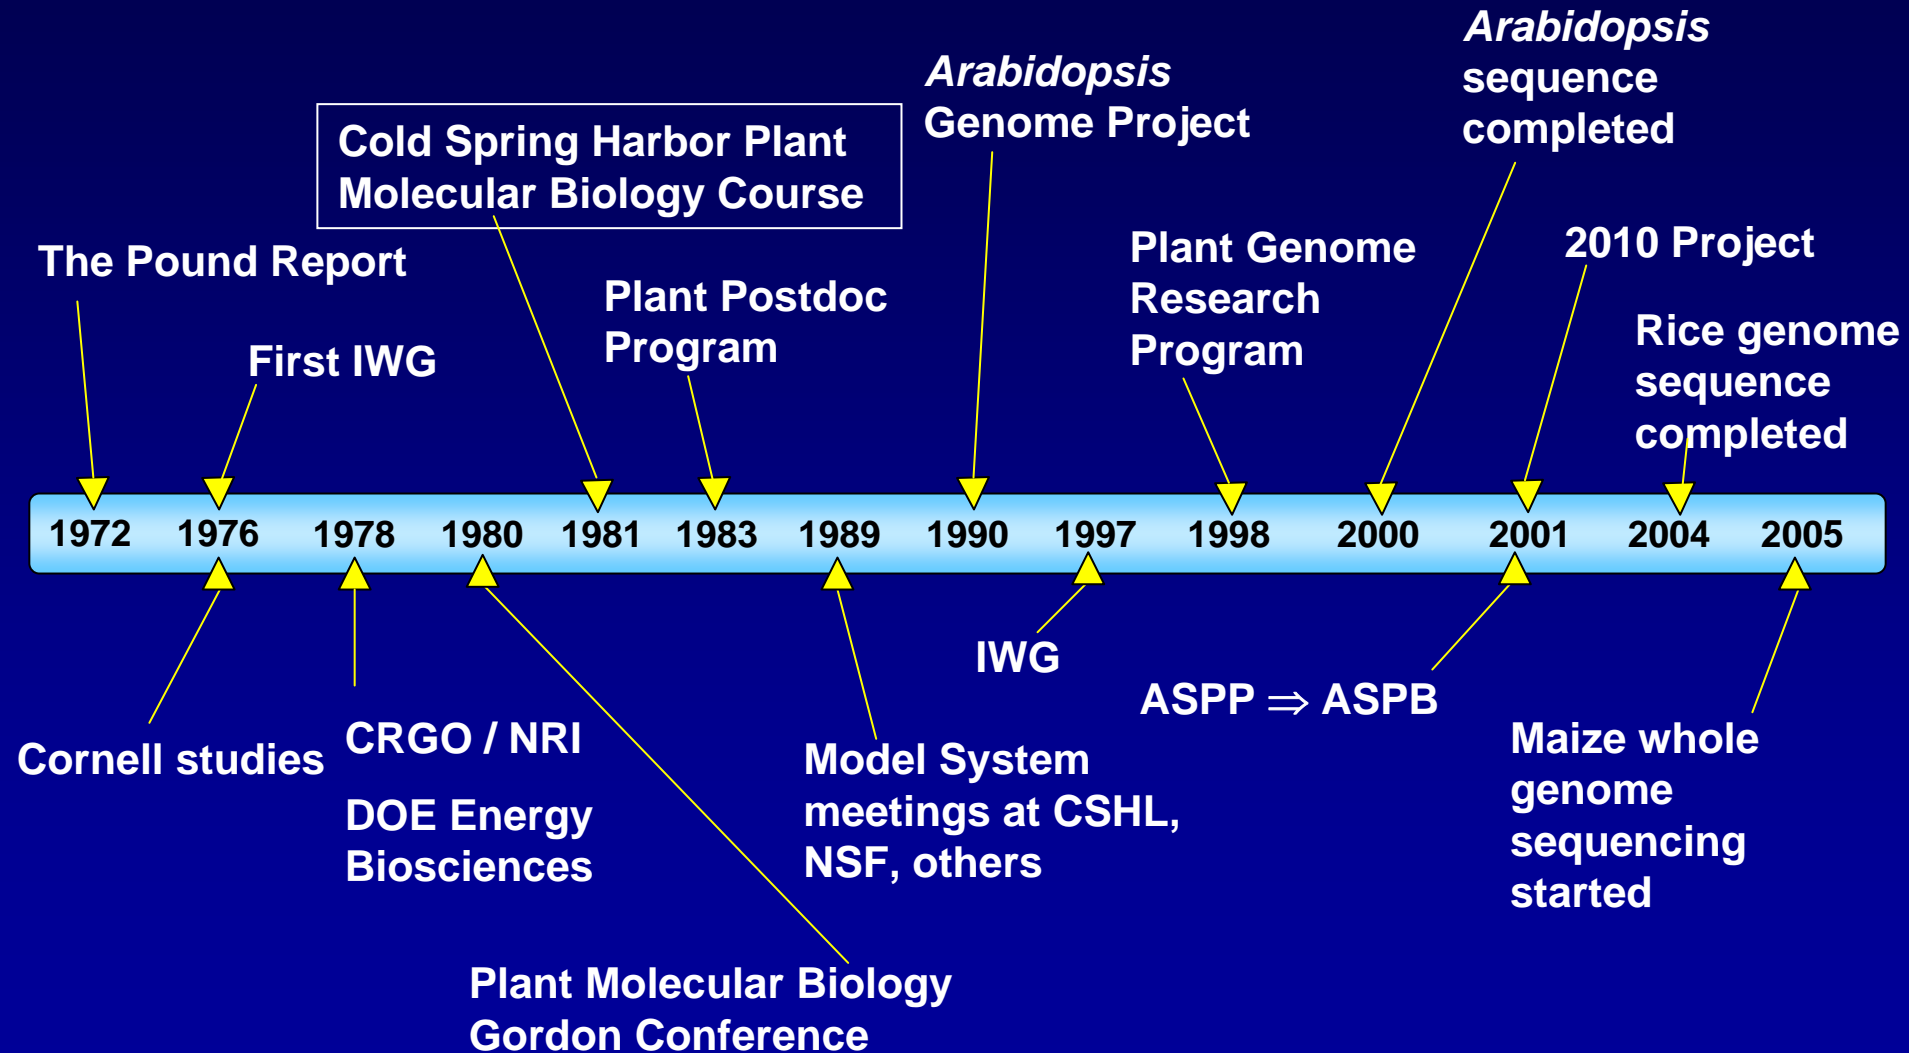 Arabidopsis
sequence
completed
Arabidopsis
Genome Project
Cold Spring Harbor Plant
Molecular Biology Course
The Pound Report
First IWG
Plant Postdoc
Program
Plant Genome
Research
Program
2010 Project
Rice genome
sequence
completed
1972 1976 1978 1980 1981 1983 1989 1990 1997 1998 2000 2001 2004 2005
Cornell studies
CRGO / NRI
DOE Energy
Biosciences
Plant Molecular Biology
Gordon Conference
Model System
meetings at CSHL,
NSF, others
IWG
ASPP ⇒ ASPB
Maize whole
genome
sequencing
started